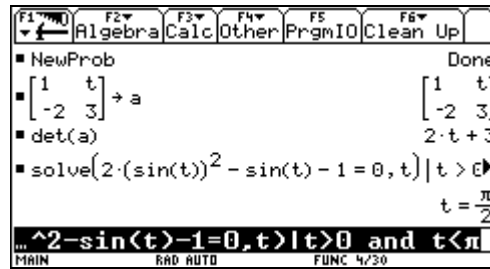 F1 F2 F3 F4 F5 F6
Algebra Calc Other PrgmIO Clean Up
▪ NewProb Done
▪ [1 t] → a [1 t]
[-2 3] [-2 3]
▪ det(a) 2·t + 3
▪ solve(2·(sin(t))^2 - sin(t) - 1 = 0, t) | t >
t = π/2
…^2-sin(t)-1=0,t)|t>0 and t<π
MAIN RAD AUTO FUNC 4/30